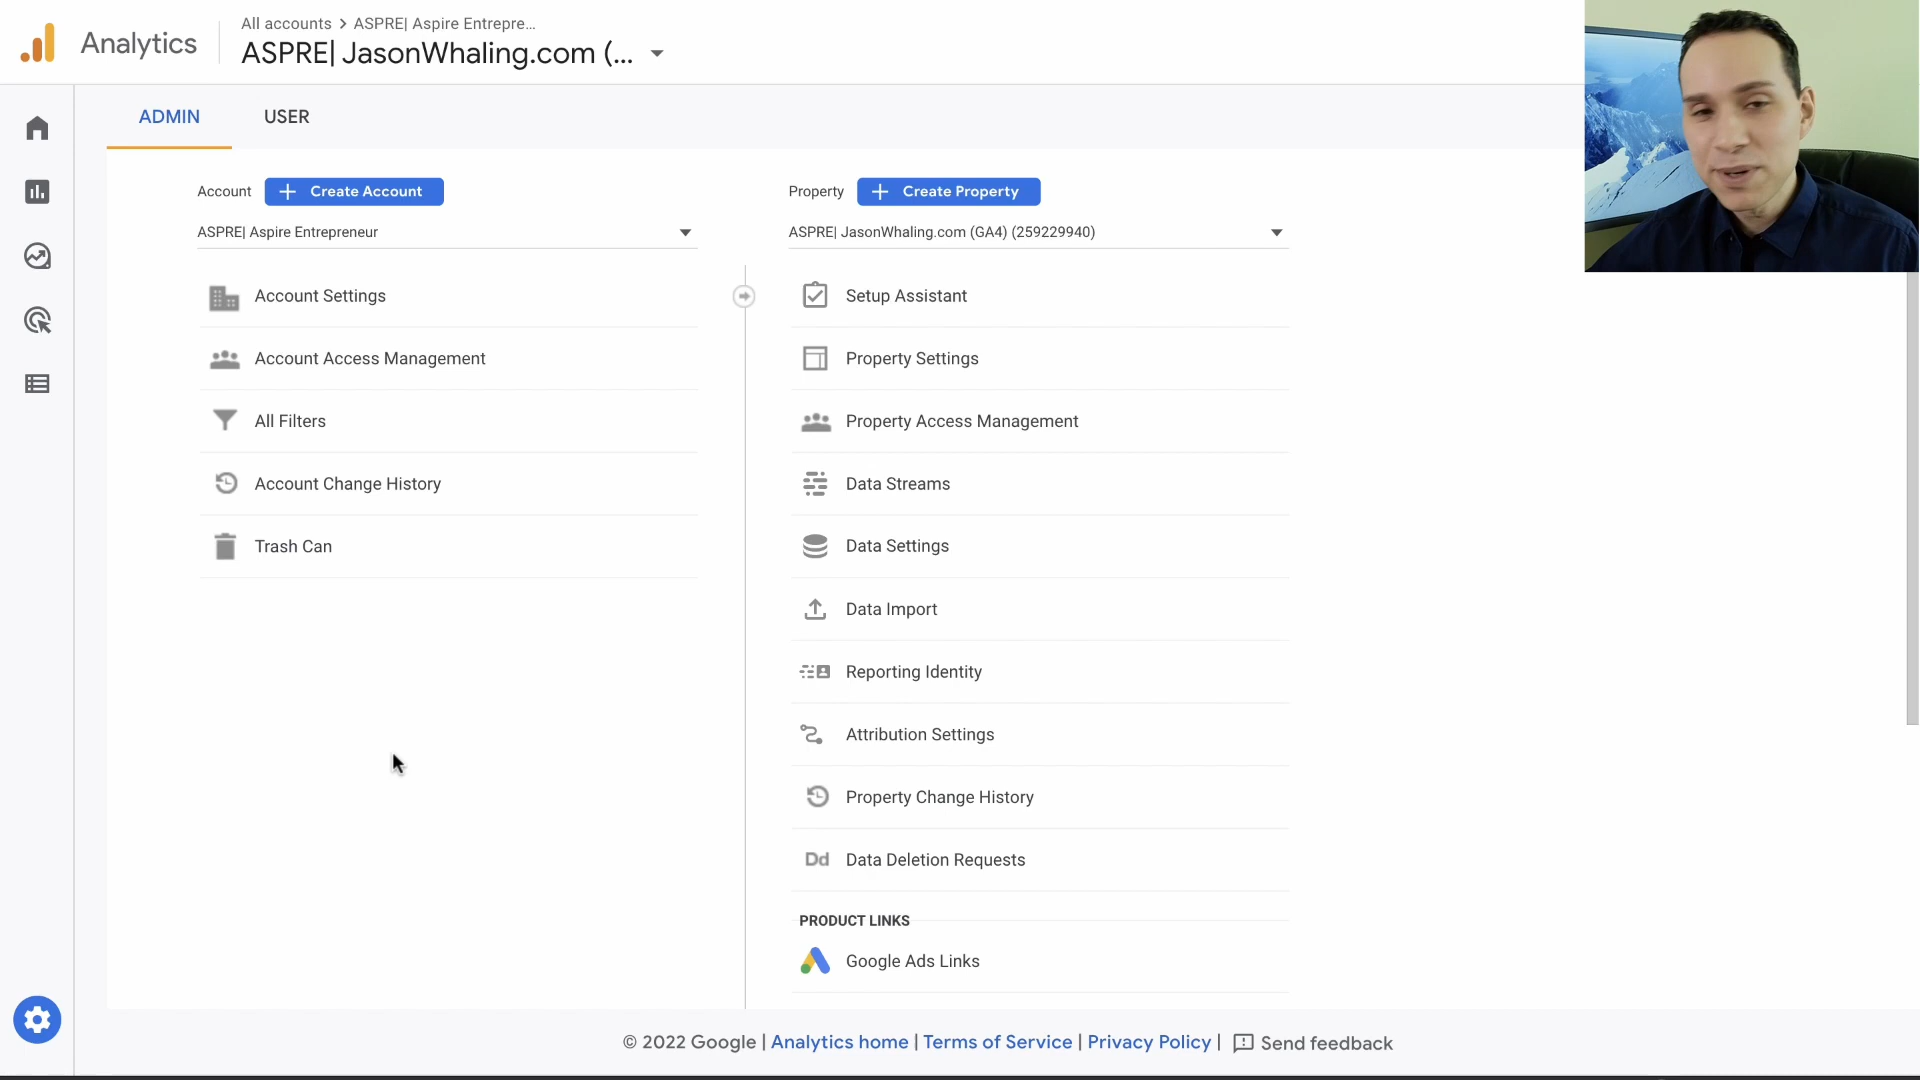 Analytics
All accounts > ASPRE| Aspire Entrepre...
ASPRE| JasonWhaling.com (...
ADMIN
USER
Account
+ Create Account
ASPRE| Aspire Entrepreneur
Account Settings
Account Access Management
All Filters
Account Change History
Trash Can
Property
+ Create Property
ASPRE| JasonWhaling.com (GA4) (259229940)
Setup Assistant
Property Settings
Property Access Management
Data Streams
Data Settings
Data Import
Reporting Identity
Attribution Settings
Property Change History
Dd Data Deletion Requests
PRODUCT LINKS
Google Ads Links
© 2022 Google | Analytics home | Terms of Service | Privacy Policy | Send feedback